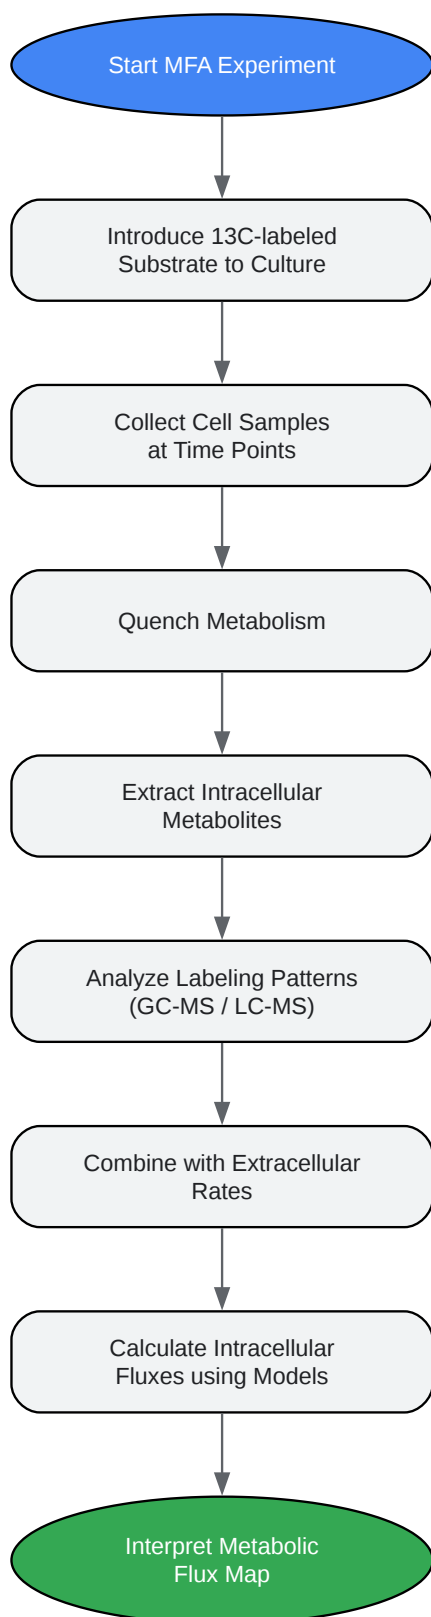 Start MFA Experiment
Introduce 13C-labeled
Substrate to Culture
Collect Cell Samples
at Time Points
Quench Metabolism
Extract Intracellular
Metabolites
Analyze Labeling Patterns
(GC-MS / LC-MS)
Combine with Extracellular
Rates
Calculate Intracellular
Fluxes using Models
Interpret Metabolic
Flux Map